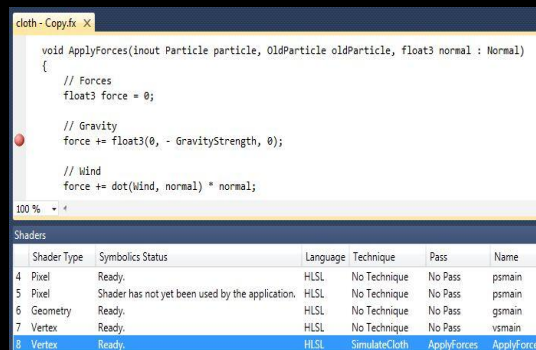 cloth - Copy.fx X
void ApplyForces(inout Particle particle, OldParticle oldParticle, float3 normal : Normal)
{
// Forces
float3 force = 0;
// Gravity
force += float3(0, - GravityStrength, 0);
// Wind
force += dot(Wind, normal) * normal;
100 %
Shaders
Shader Type Symbolics Status Language Technique Pass Name
4 Pixel Ready. HLSL No Technique No Pass psmain
5 Pixel Shader has not yet been used by the application. HLSL No Technique No Pass psmain
6 Geometry Ready. HLSL No Technique No Pass gsmain
7 Vertex Ready. HLSL No Technique No Pass vsmain
8 Vertex Ready. HLSL SimulateCloth ApplyForces ApplyForce